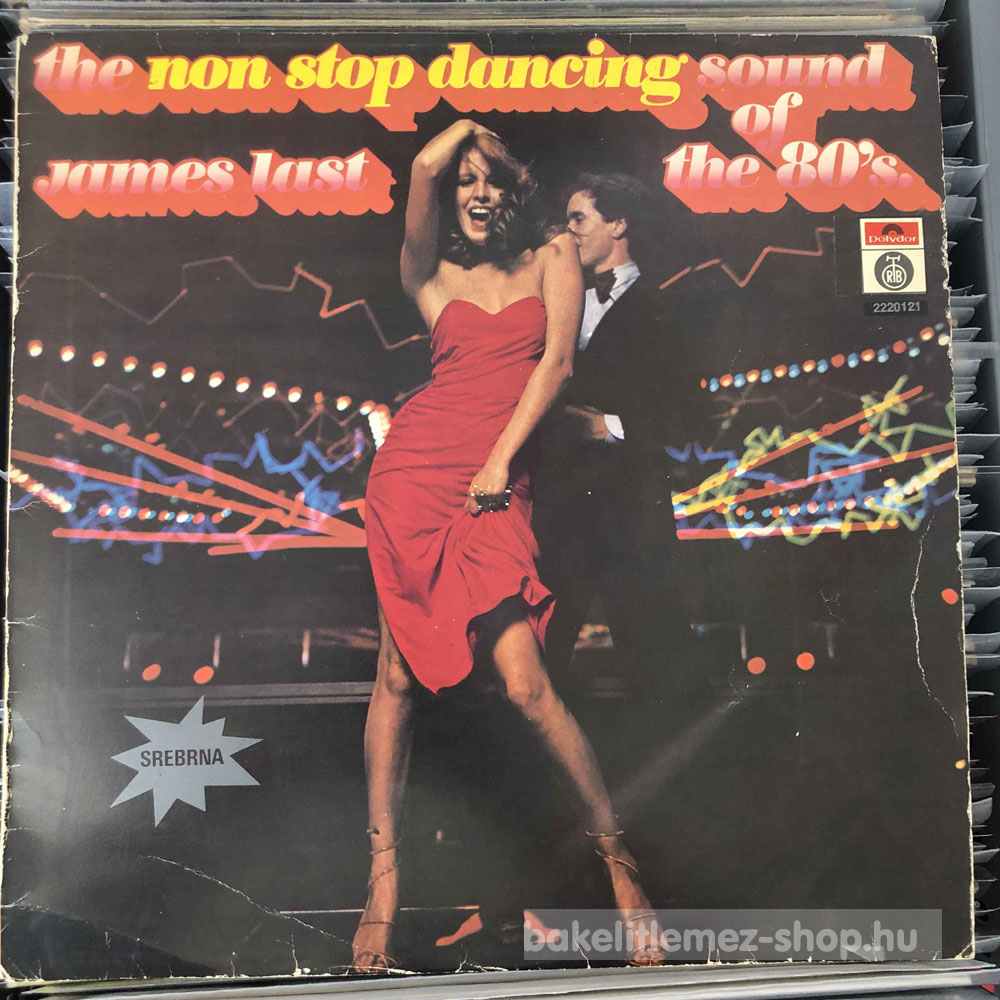 the non stop dancing sound
of
James last the 80's.
Polydor
RTB
2220121
SREBRNA
bakelitlemez-shop.hu